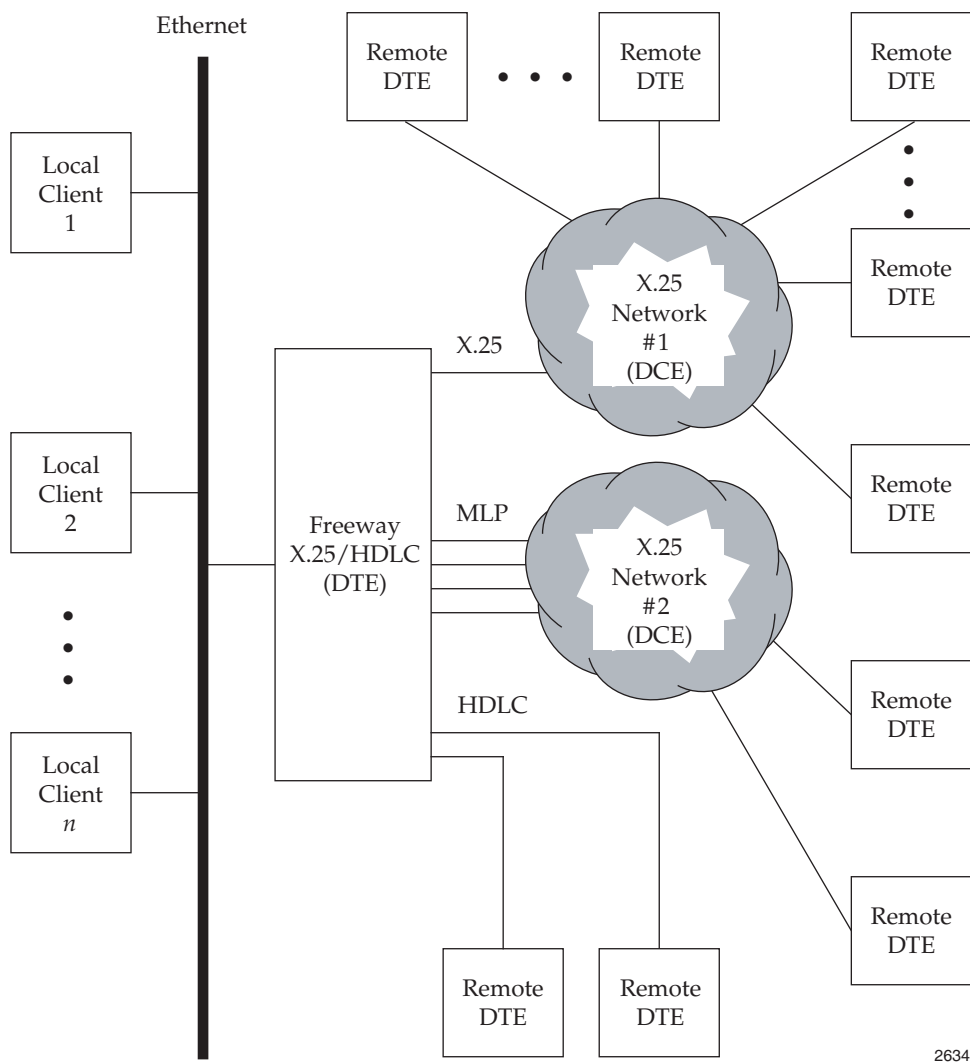 Ethernet
Remote
DTE
Remote
DTE
Remote
DTE
Local
Client
1
Remote
DTE
X.25
Network
#1
(DCE)
X.25
Local
Client
2
Remote
DTE
Freeway
X.25/HDLC
(DTE)
MLP
X.25
Network
#2
(DCE)
HDLC
Remote
DTE
Local
Client
n
Remote
DTE
Remote
DTE
Remote
DTE
2634